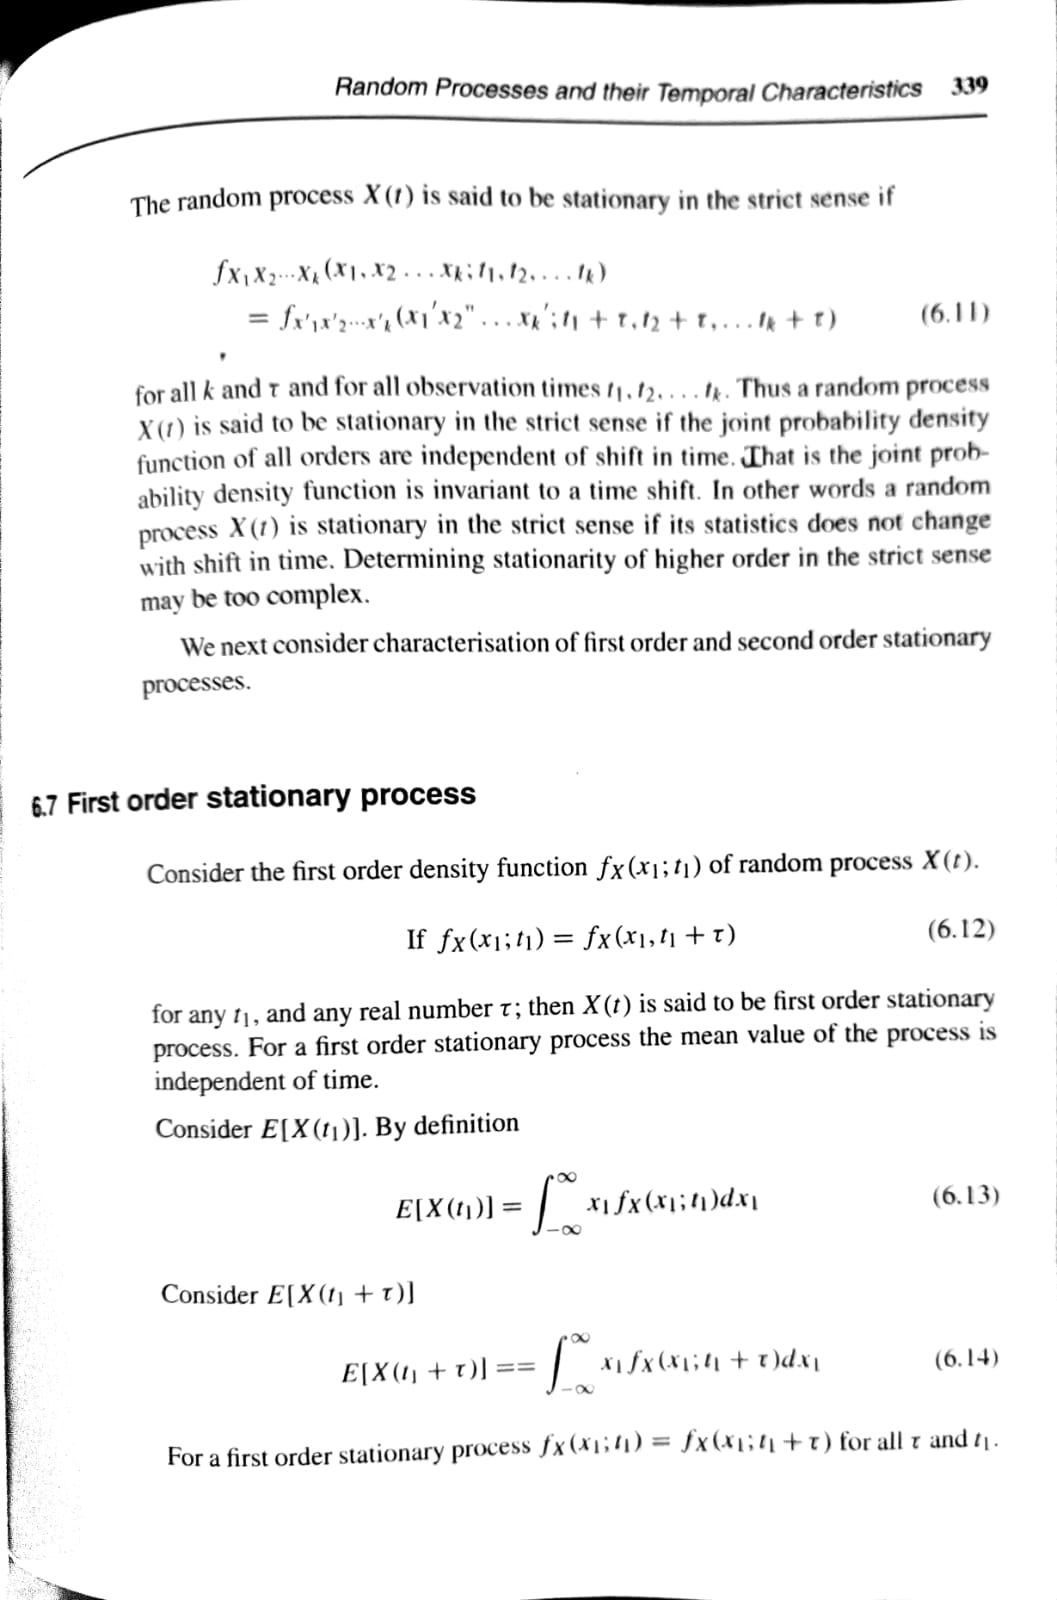 Random Processes and their Temporal Characteristics 339
The random process X(t) is said to be stationary in the strict sense if
f_{X_1 X_2 ⋯ X_k}(x_1, x_2 . . . x_k; t_1, t_2, . . . t_k)
= f_{x'_1 x'_2 ⋯ x'_k}(x_1' x_2" . . . x_k'; t_1 + τ, t_2 + τ, . . . t_k + τ) (6.11)
for all k and τ and for all observation times t_1, t_2, . . . t_k. Thus a random process
X(t) is said to be stationary in the strict sense if the joint probability density
function of all orders are independent of shift in time. That is the joint prob-
ability density function is invariant to a time shift. In other words a random
process X(t) is stationary in the strict sense if its statistics does not change
with shift in time. Determining stationarity of higher order in the strict sense
may be too complex.
We next consider characterisation of first order and second order stationary
processes.
6.7 First order stationary process
Consider the first order density function f_X(x_1; t_1) of random process X(t).
If f_X(x_1; t_1) = f_X(x_1, t_1 + τ) (6.12)
for any t_1, and any real number τ; then X(t) is said to be first order stationary
process. For a first order stationary process the mean value of the process is
independent of time.
Consider E[X(t_1)]. By definition
E[X(t_1)] = ∫_{-∞}^{∞} x_1 f_X(x_1; t_1)dx_1 (6.13)
Consider E[X(t_1 + τ)]
E[X(t_1 + τ)] == ∫_{-∞}^{∞} x_1 f_X(x_1; t_1 + τ)dx_1 (6.14)
For a first order stationary process f_X(x_1; t_1) = f_X(x_1; t_1 + τ) for all τ and t_1.